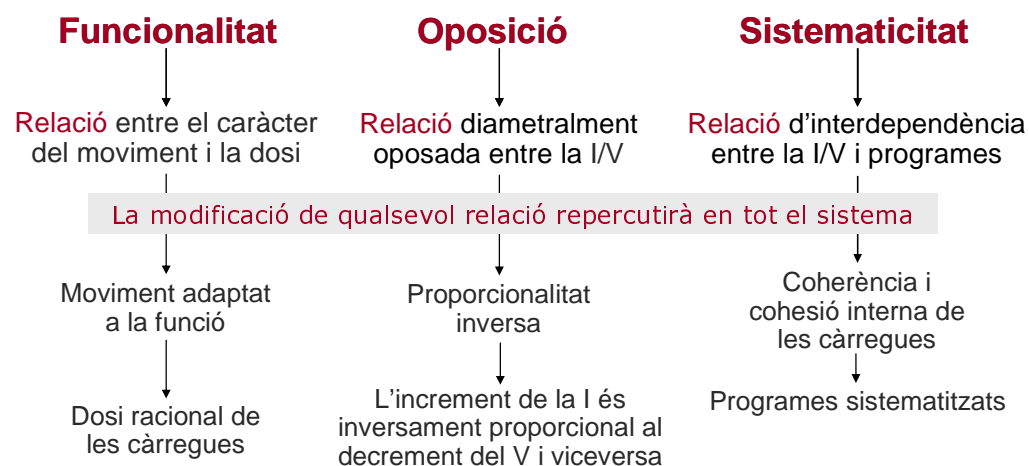 Funcionalitat
Oposició
Sistematicitat
Relació entre el caràcter
del moviment i la dosi
Relació diametralment
oposada entre la I/V
Relació d'interdependència
entre la I/V i programes
La modificació de qualsevol relació repercutirà en tot el sistema
Moviment adaptat
a la funció
Proporcionalitat
inversa
Coherència i
cohesió interna de
les càrregues
Dosi racional de
les càrregues
L'increment de la I és
inversament proporcional al
decrement del V i viceversa
Programes sistematitzats